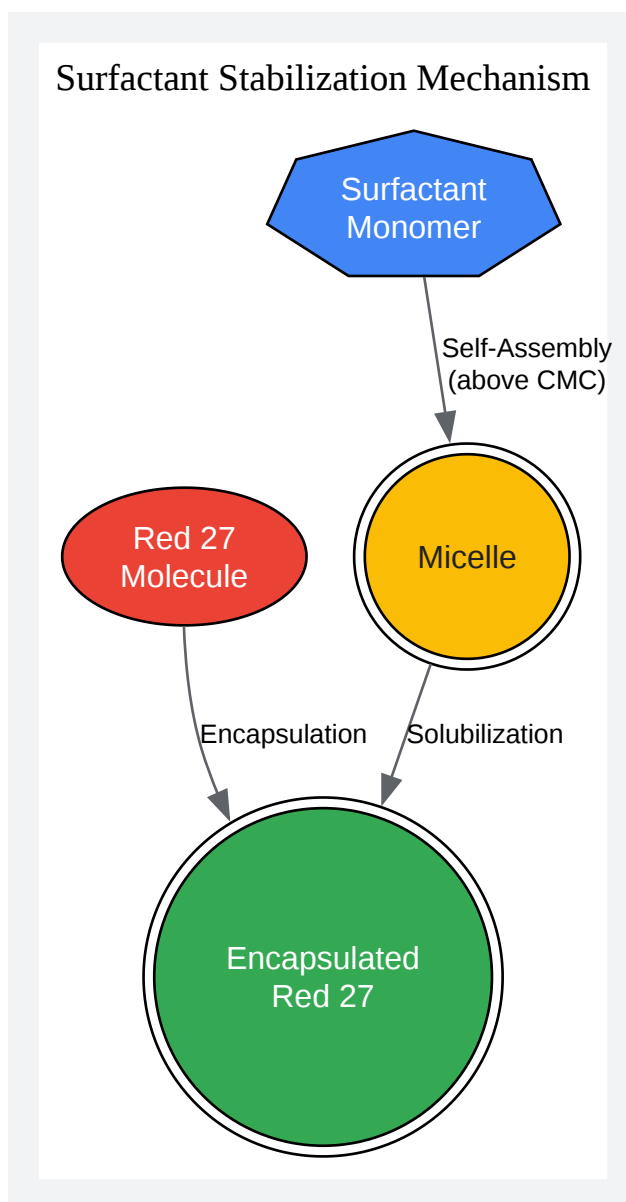 Surfactant Stabilization Mechanism
Surfactant
Monomer
Self-Assembly
(above CMC)
Red 27
Molecule
Micelle
Encapsulation
Solubilization
Encapsulated
Red 27